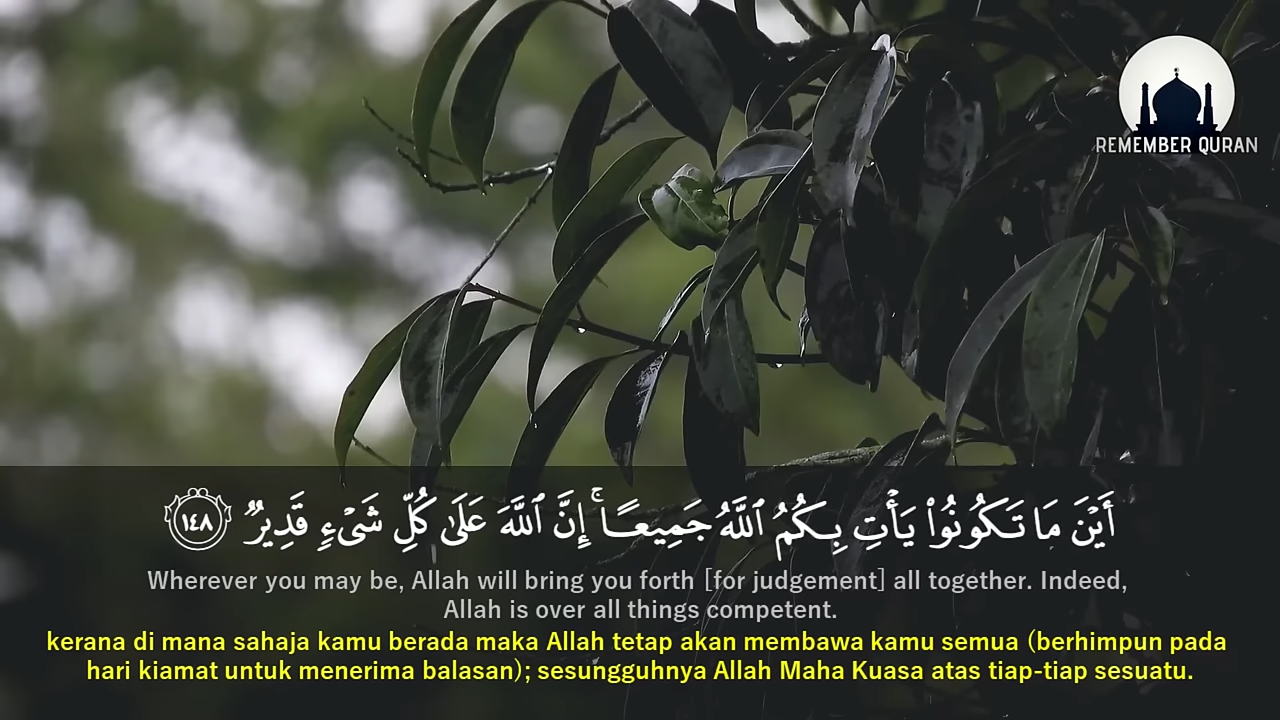 REMEMBER QURAN
أَيْنَ مَا تَكُونُوا۟ يَأْتِ بِكُمُ ٱللَّهُ جَمِيعًا ۚ إِنَّ ٱللَّهَ عَلَىٰ كُلِّ شَىْءٍ قَدِيرٌ ١٤٨
Wherever you may be, Allah will bring you forth [for judgement] all together. Indeed,
Allah is over all things competent.
kerana di mana sahaja kamu berada maka Allah tetap akan membawa kamu semua (berhimpun pada
hari kiamat untuk menerima balasan); sesungguhnya Allah Maha Kuasa atas tiap-tiap sesuatu.